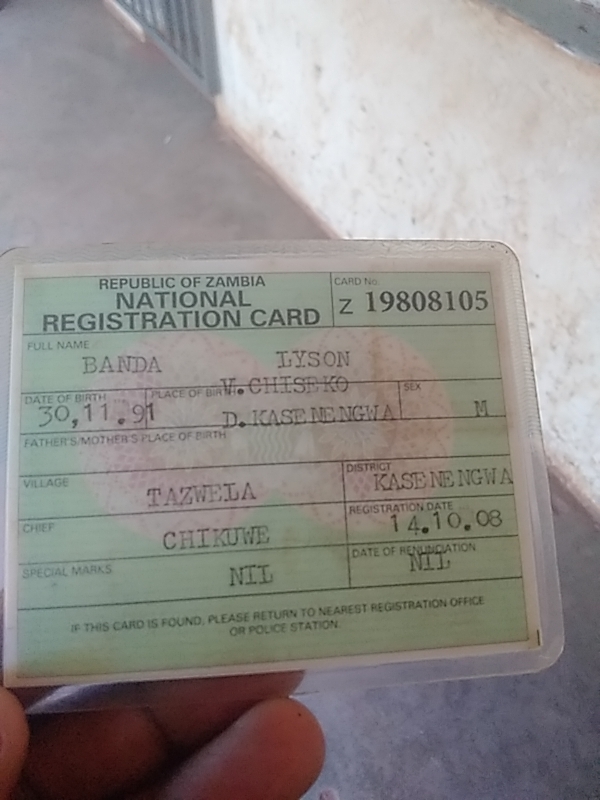 REPUBLIC OF ZAMBIA
NATIONAL
REGISTRATION CARD
CARD No.
Z 19808105
FULL NAME
BANDA LYSON
DATE OF BIRTH
30,11.91
PLACE OF BIRTH
V.CHISEKO
D.KASENENGWA
SEX
M
FATHER'S/MOTHER'S PLACE OF BIRTH
VILLAGE
TAZWELA
DISTRICT
KASENENGWA
CHIEF
CHIKUWE
REGISTRATION DATE
14.10.08
SPECIAL MARKS
NIL
DATE OF RENUNCIATION
NIL
IF THIS CARD IS FOUND, PLEASE RETURN TO NEAREST REGISTRATION OFFICE
OR POLICE STATION.